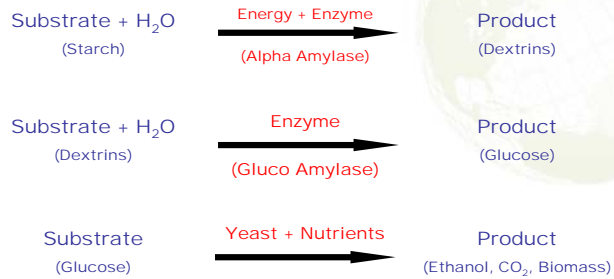 Substrate + H₂O Energy + Enzyme Product
(Starch) (Alpha Amylase) (Dextrins)
Substrate + H₂O Enzyme Product
(Dextrins) (Gluco Amylase) (Glucose)
Substrate Yeast + Nutrients Product
(Glucose) (Ethanol, CO₂, Biomass)